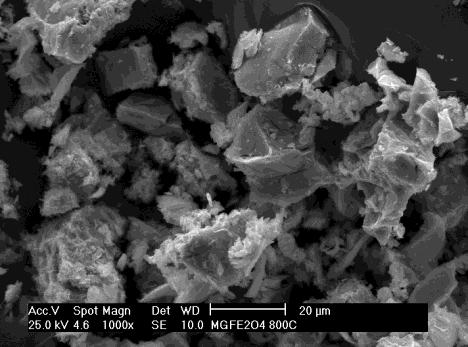 Acc.V Spot Magn Det WD 20 µm
25.0 kV 4.6 1000x SE 10.0 MGFE2O4 800C